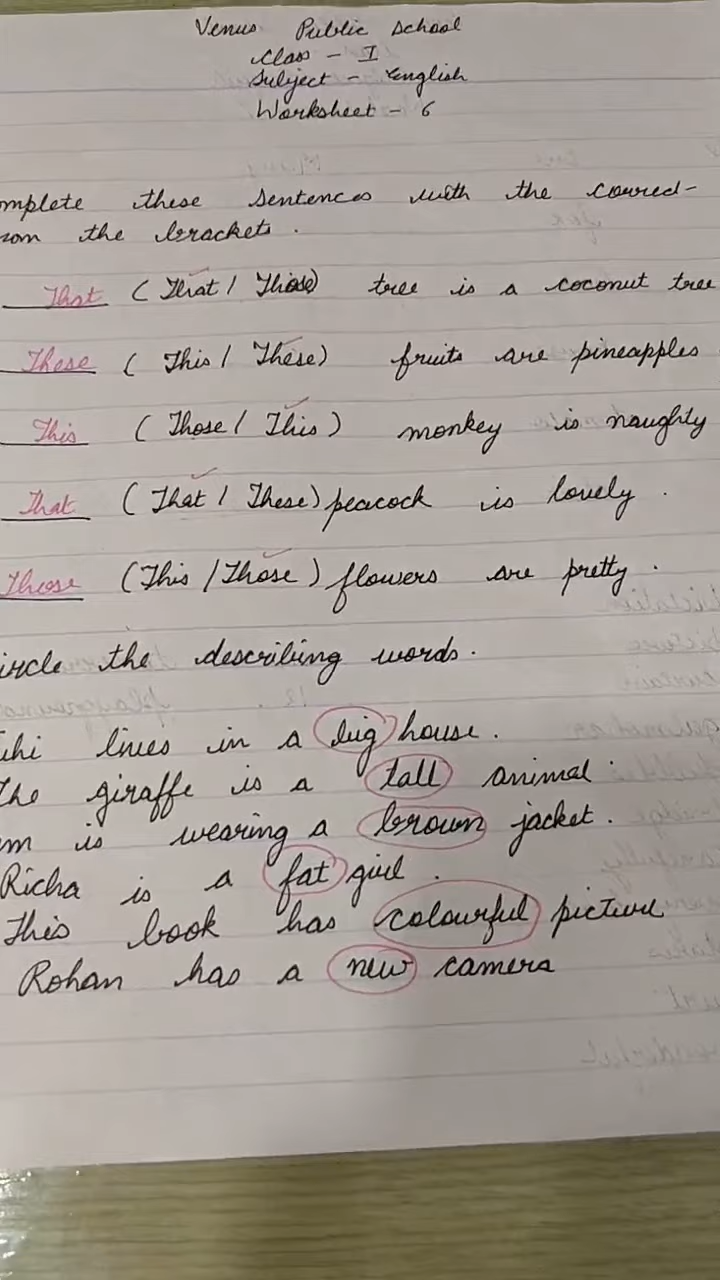 Venus Public School
Class - I
Subject - English
Worksheet - 6
omplete these sentences with the correct-
rom the brackets.
That (That / Those) tree is a coconut tree
These (This / These) fruits are pineapples.
This (Those / This) monkey is naughty
That (That / These) peacock is lovely.
Those (This / Those) flowers are pretty.
ircle the describing words.
uhi lives in a big house.
The giraffe is a tall animal.
m is wearing a brown jacket.
Richa is a fat girl.
This book has colourful picture
Rohan has a new camera